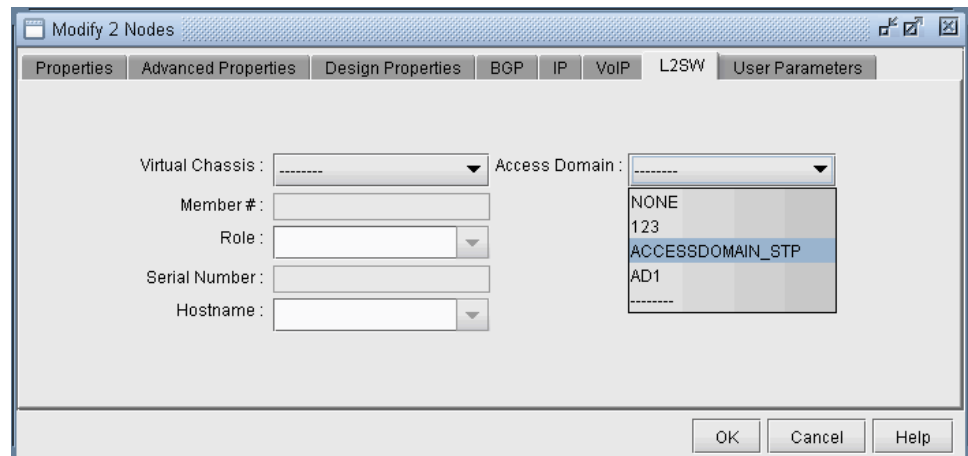 Modify 2 Nodes
Properties Advanced Properties Design Properties BGP IP VoIP L2SW User Parameters
Virtual Chassis : -------- Access Domain : --------
Member # : NONE
123
Role : ACCESSDOMAIN_STP
Serial Number : AD1
--------
Hostname :
OK Cancel Help